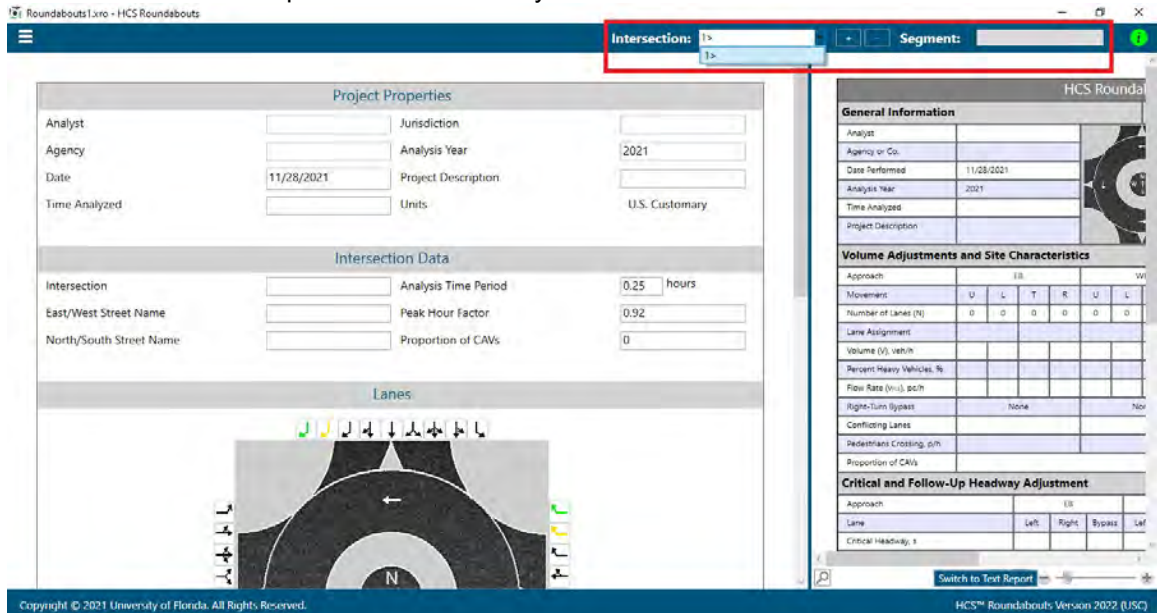 Roundabouts1.xro - HCS Roundabouts
Intersection: 1> + - Segment: i
1>
Project Properties
Analyst Jurisdiction
Agency Analysis Year 2021
Date 11/28/2021 Project Description
Time Analyzed Units U.S. Customary
Intersection Data
Intersection Analysis Time Period 0.25 hours
East/West Street Name Peak Hour Factor 0.92
North/South Street Name Proportion of CAVs 0
Lanes
N
HCS Roundab
General Information
Analyst
Agency or Co.
Date Performed 11/28/2021
Analysis Year 2021
Time Analyzed
Project Description
Volume Adjustments and Site Characteristics
Approach EB W
Movement U L T R U L
Number of Lanes (N) 0 0 0 0 0 0
Lane Assignment
Volume (V), veh/h
Percent Heavy Vehicles, %
Flow Rate pc/h
Right-Turn Bypass None Nor
Conflicting Lanes
Pedestrians Crossing, p/h
Proportion of CAVs
Critical and Follow-Up Headway Adjustment
Approach EB
Lane Left Right Bypass Lef
Critical Headway, s
Switch to Text Report
Copyright © 2021 University of Florida. All Rights Reserved. HCS™ Roundabouts Version 2022 (USC)